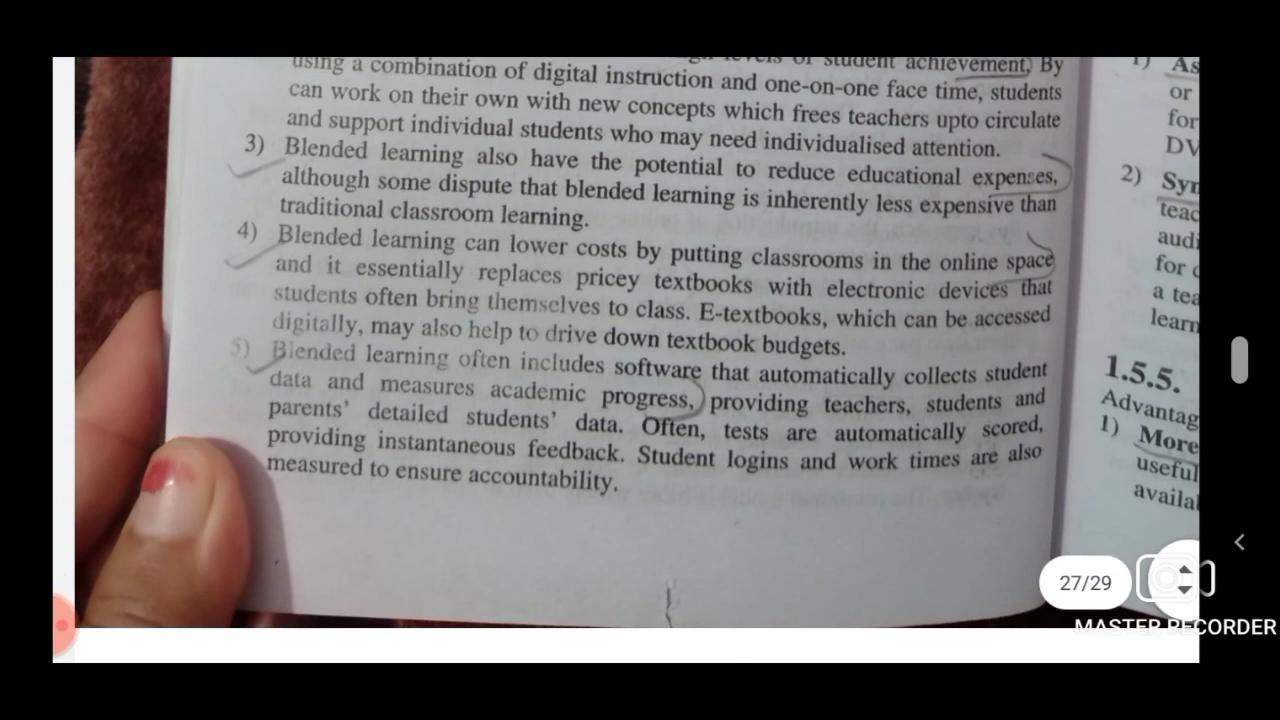 levels of student achievement. By
using a combination of digital instruction and one-on-one face time, students
can work on their own with new concepts which frees teachers upto circulate
and support individual students who may need individualised attention.
3) Blended learning also have the potential to reduce educational expenses,
although some dispute that blended learning is inherently less expensive than
traditional classroom learning.
4) Blended learning can lower costs by putting classrooms in the online space
and it essentially replaces pricey textbooks with electronic devices that
students often bring themselves to class. E-textbooks, which can be accessed
digitally, may also help to drive down textbook budgets.
5) Blended learning often includes software that automatically collects student
data and measures academic progress, providing teachers, students and
parents' detailed students' data. Often, tests are automatically scored,
providing instantaneous feedback. Student logins and work times are also
measured to ensure accountability.
1) As
or
for
DV
2) Syn
teac
audi
for
a tea
learn
1.5.5.
Advantag
1) More
useful
availa
27/29
MASTER RECORDER